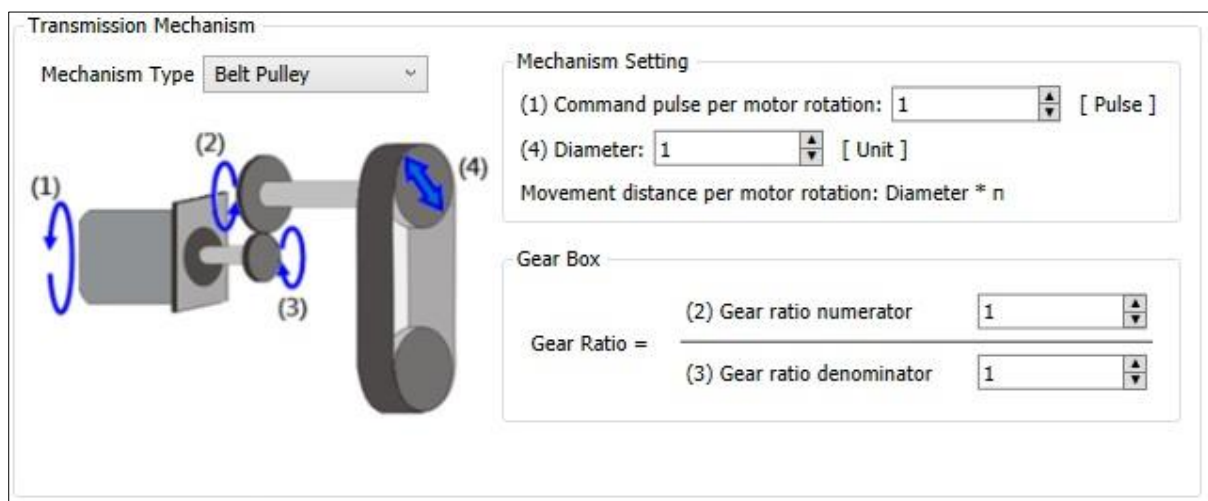 Transmission Mechanism
Mechanism Type Belt Pulley
(1)
(2)
(3)
(4)
Mechanism Setting
(1) Command pulse per motor rotation: 1 [ Pulse ]
(4) Diameter: 1 [ Unit ]
Movement distance per motor rotation: Diameter * п
Gear Box
Gear Ratio =
(2) Gear ratio numerator 1
(3) Gear ratio denominator 1